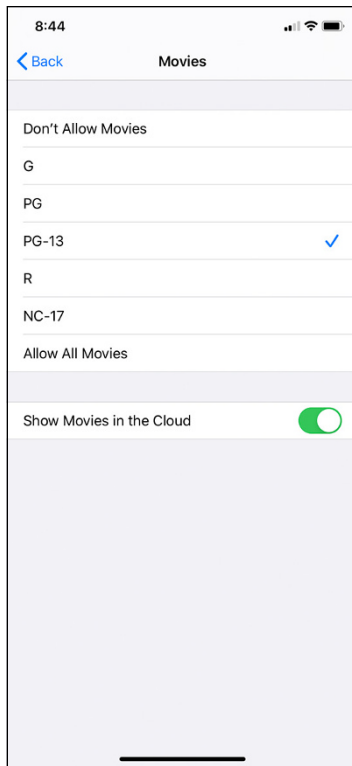 8:44
Back
Movies
Don't Allow Movies
G
PG
PG-13
R
NC-17
Allow All Movies
Show Movies in the Cloud